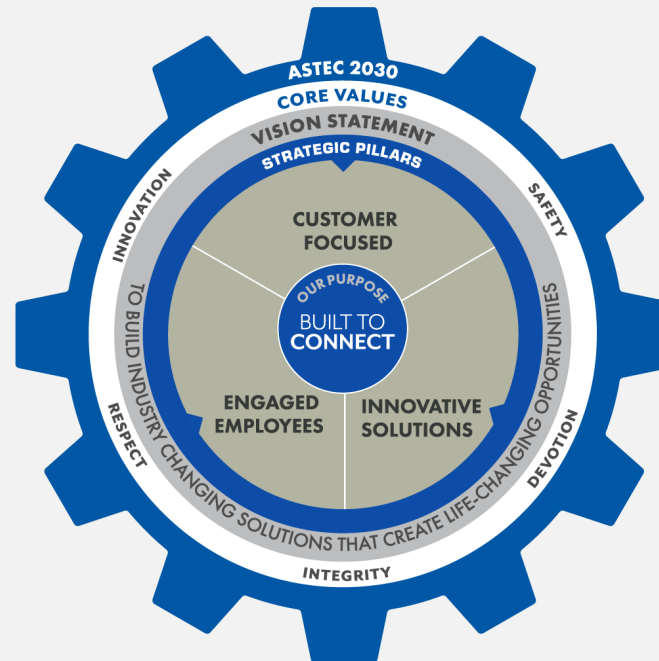 ASTEC 2030
CORE VALUES
VISION STATEMENT
STRATEGIC PILLARS
INNOVATION
SAFETY
CUSTOMER
FOCUSED
OUR PURPOSE
BUILT TO
CONNECT
ENGAGED
EMPLOYEES
INNOVATIVE
SOLUTIONS
TO BUILD INDUSTRY CHANGING SOLUTIONS THAT CREATE LIFE-CHANGING OPPORTUNITIES
RESPECT
DEVOTION
INTEGRITY